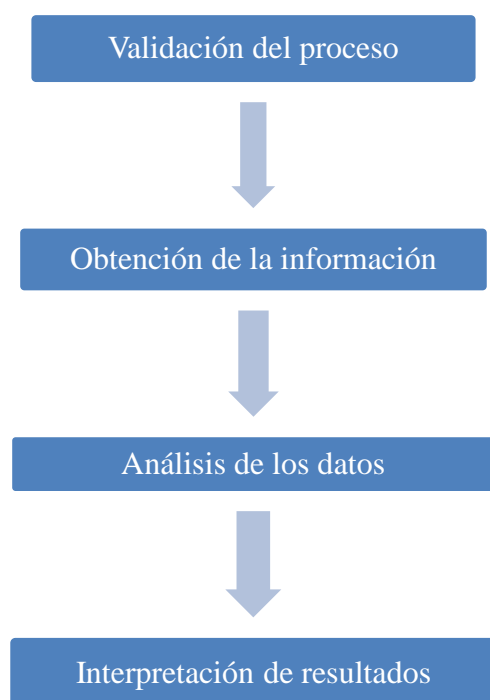 Validación del proceso
Obtención de la información
Análisis de los datos
Interpretación de resultados